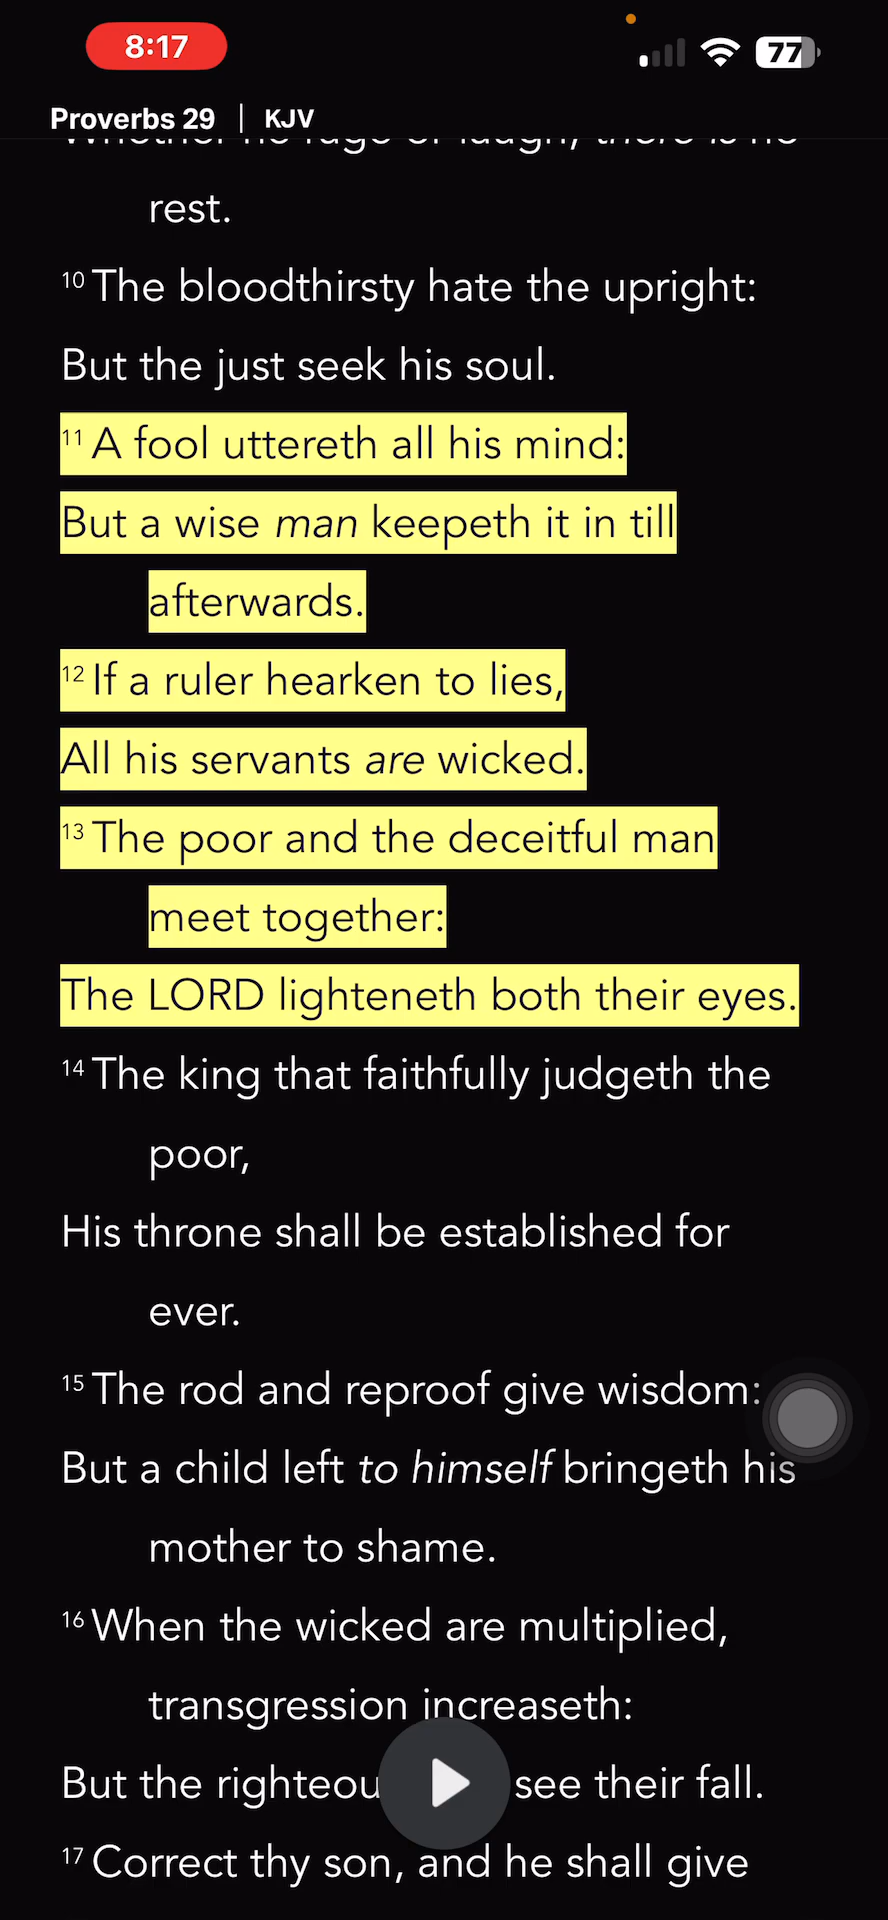 8:17
77
Proverbs 29 | KJV
rest.
10 The bloodthirsty hate the upright:
But the just seek his soul.
11 A fool uttereth all his mind:
But a wise man keepeth it in till
afterwards.
12 If a ruler hearken to lies,
All his servants are wicked.
13 The poor and the deceitful man
meet together:
The LORD lighteneth both their eyes.
14 The king that faithfully judgeth the
poor,
His throne shall be established for
ever.
15 The rod and reproof give wisdom:
But a child left to himself bringeth his
mother to shame.
16 When the wicked are multiplied,
transgression increaseth:
But the righteou see their fall.
17 Correct thy son, and he shall give